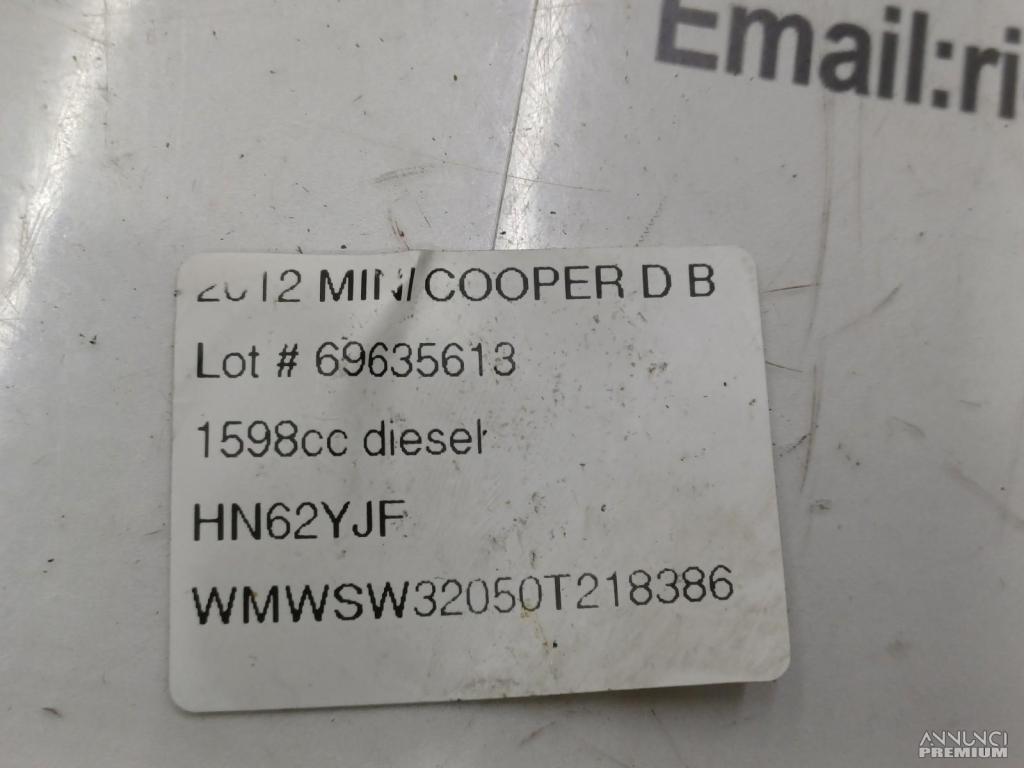 Email:ri
2012 MINI COOPER D B
Lot # 69635613
1598cc diesel
HN62YJF
WMWSW32050T218386
ANNUNCI
PREMIUM